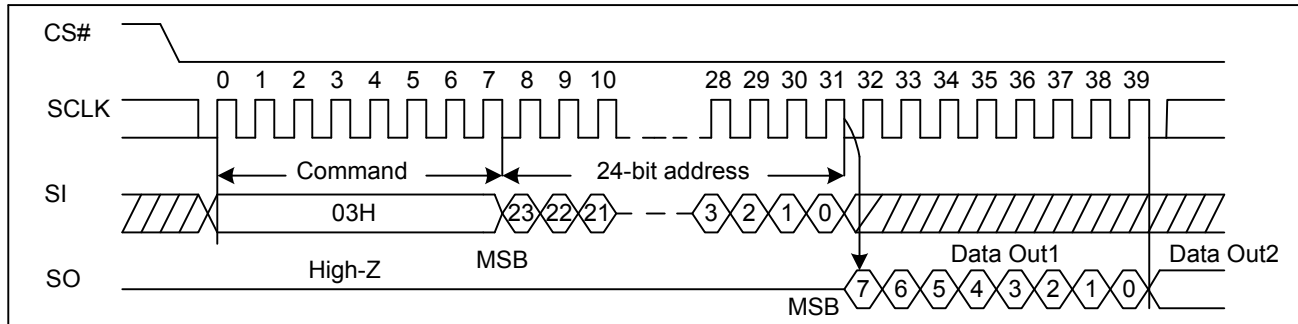 CS#
0 1 2 3 4 5 6 7 8 9 10 28 29 30 31 32 33 34 35 36 37 38 39
SCLK
Command 24-bit address
SI
03H 23 22 21 3 2 1 0
High-Z MSB Data Out1 Data Out2
SO
MSB 7 6 5 4 3 2 1 0